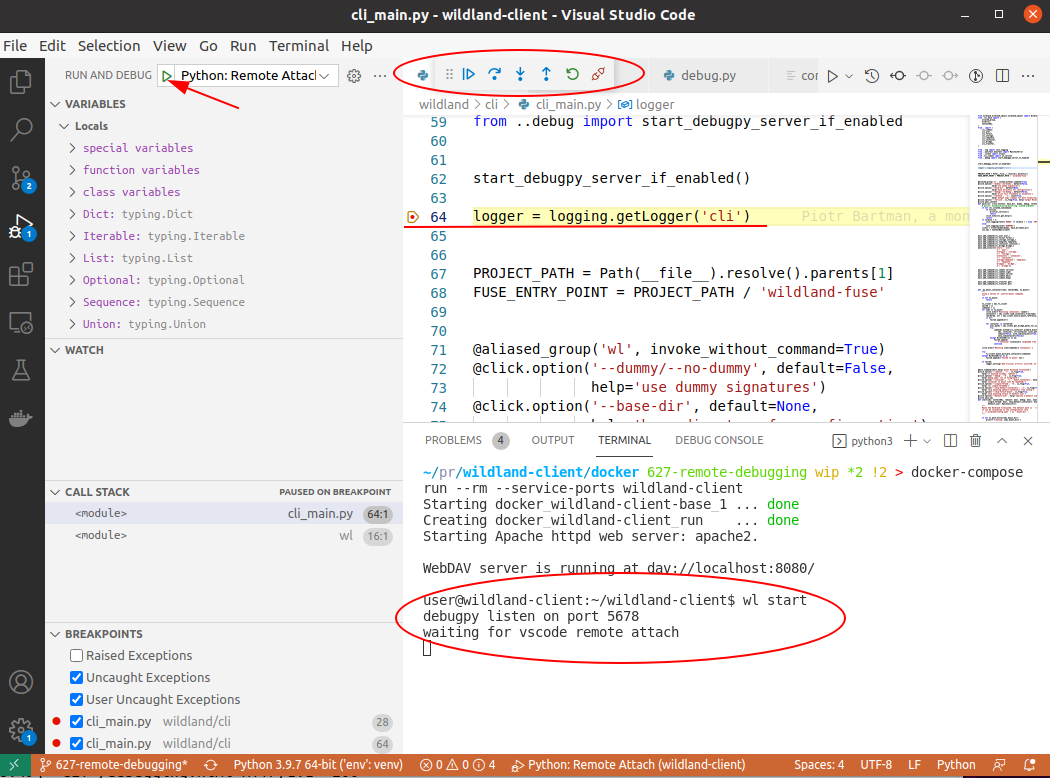 cli_main.py - wildland-client - Visual Studio Code
File Edit Selection View Go Run Terminal Help
RUN AND DEBUG Python: Remote Attach
debug.py
con
VARIABLES
Locals
special variables
function variables
class variables
Dict: typing.Dict
Iterable: typing.Iterable
List: typing.List
Optional: typing.Optional
Sequence: typing.Sequence
Union: typing.Union
WATCH
CALL STACK PAUSED ON BREAKPOINT
<module> cli_main.py 64:1
<module> wl 16:1
BREAKPOINTS
Raised Exceptions
Uncaught Exceptions
User Uncaught Exceptions
cli_main.py wildland/cli 28
cli_main.py wildland/cli 64
2
1
1
wildland > cli > cli_main.py > logger
59 from ..debug import start_debugpy_server_if_enabled
60
61
62 start_debugpy_server_if_enabled()
63
64 logger = logging.getLogger('cli') Piotr Bartman, a mon
65
66
67 PROJECT_PATH = Path(__file__).resolve().parents[1]
68 FUSE_ENTRY_POINT = PROJECT_PATH / 'wildland-fuse'
69
70
71 @aliased_group('wl', invoke_without_command=True)
72 @click.option('--dummy/--no-dummy', default=False,
73 help='use dummy signatures')
74 @click.option('--base-dir', default=None,
PROBLEMS 4 OUTPUT TERMINAL DEBUG CONSOLE python3
~/pr/wildland-client/docker 627-remote-debugging wip *2 !2 > docker-compose
run --rm --service-ports wildland-client
Starting docker_wildland-client-base_1 ... done
Creating docker_wildland-client_run ... done
Starting Apache httpd web server: apache2.
WebDAV server is running at dav://localhost:8080/
user@wildland-client:~/wildland-client$ wl start
debugpy listen on port 5678
waiting for vscode remote attach
627-remote-debugging* Python 3.9.7 64-bit ('env': venv) 0 0 4 Python: Remote Attach (wildland-client) Spaces: 4 UTF-8 LF Python